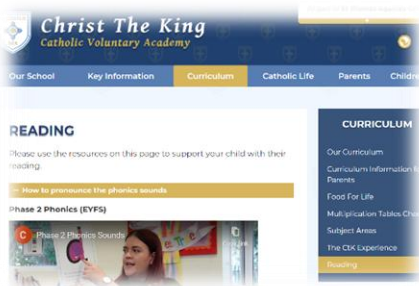 Christ The King
Catholic Voluntary Academy
Our School Key Information Curriculum Catholic Life Parents Childre
READING
Please use the resources on this page to support your child with their
reading.
– How to pronounce the phonics sounds
Phase 2 Phonics (EYFS)
C Phase 2 Phonics Sounds
CURRICULUM
Our Curriculum
Curriculum Information f
Parents
Food For Life
Multiplication Tables Chec
Subject Areas
The CtK Experience
Reading